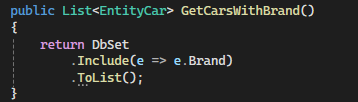 public List<EntityCar> GetCarsWithBrand()
{
    return DbSet
        .Include(e => e.Brand)
        .ToList();
}